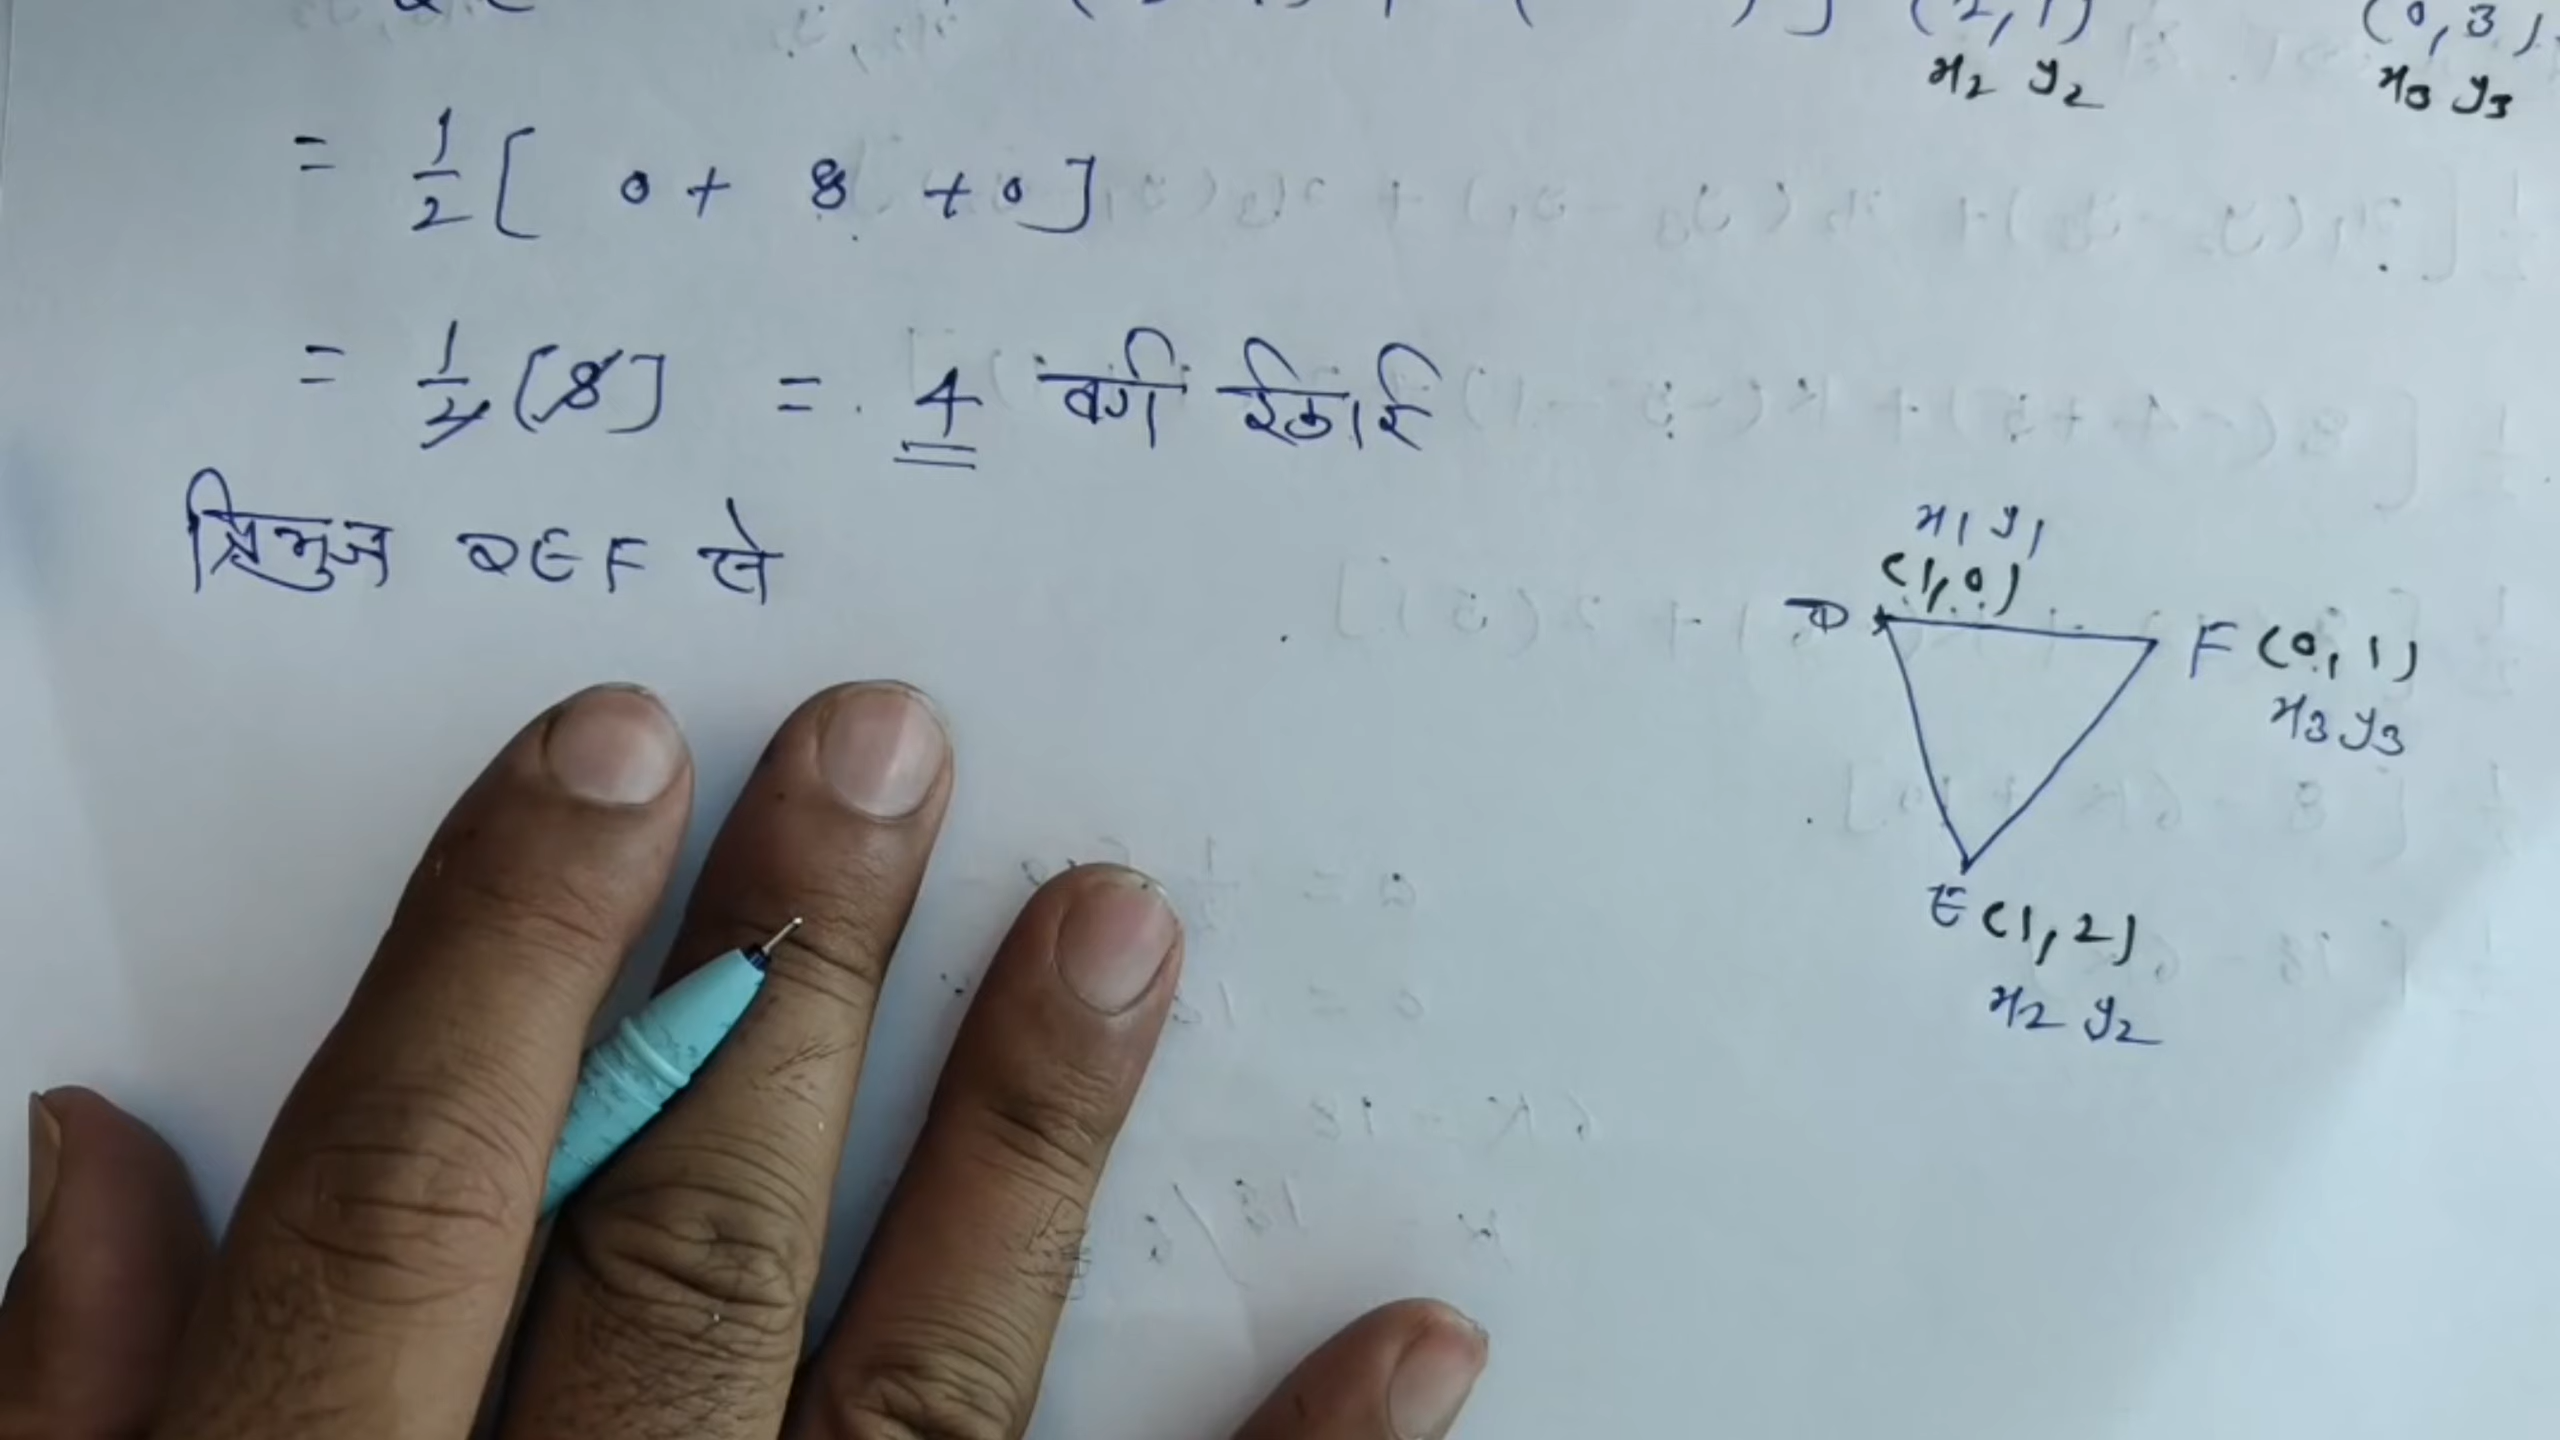 (2, 1) (0, 3)
x2 y2 x3 y3
= 1/2 [ 0 + 8 + 0 ]
= 1/2 [8] = 4 वर्ग ईकाई
त्रिभुज DEF से
x1 y1
(1, 0)
D F (0, 1)
x3 y3
E (1, 2)
x2 y2